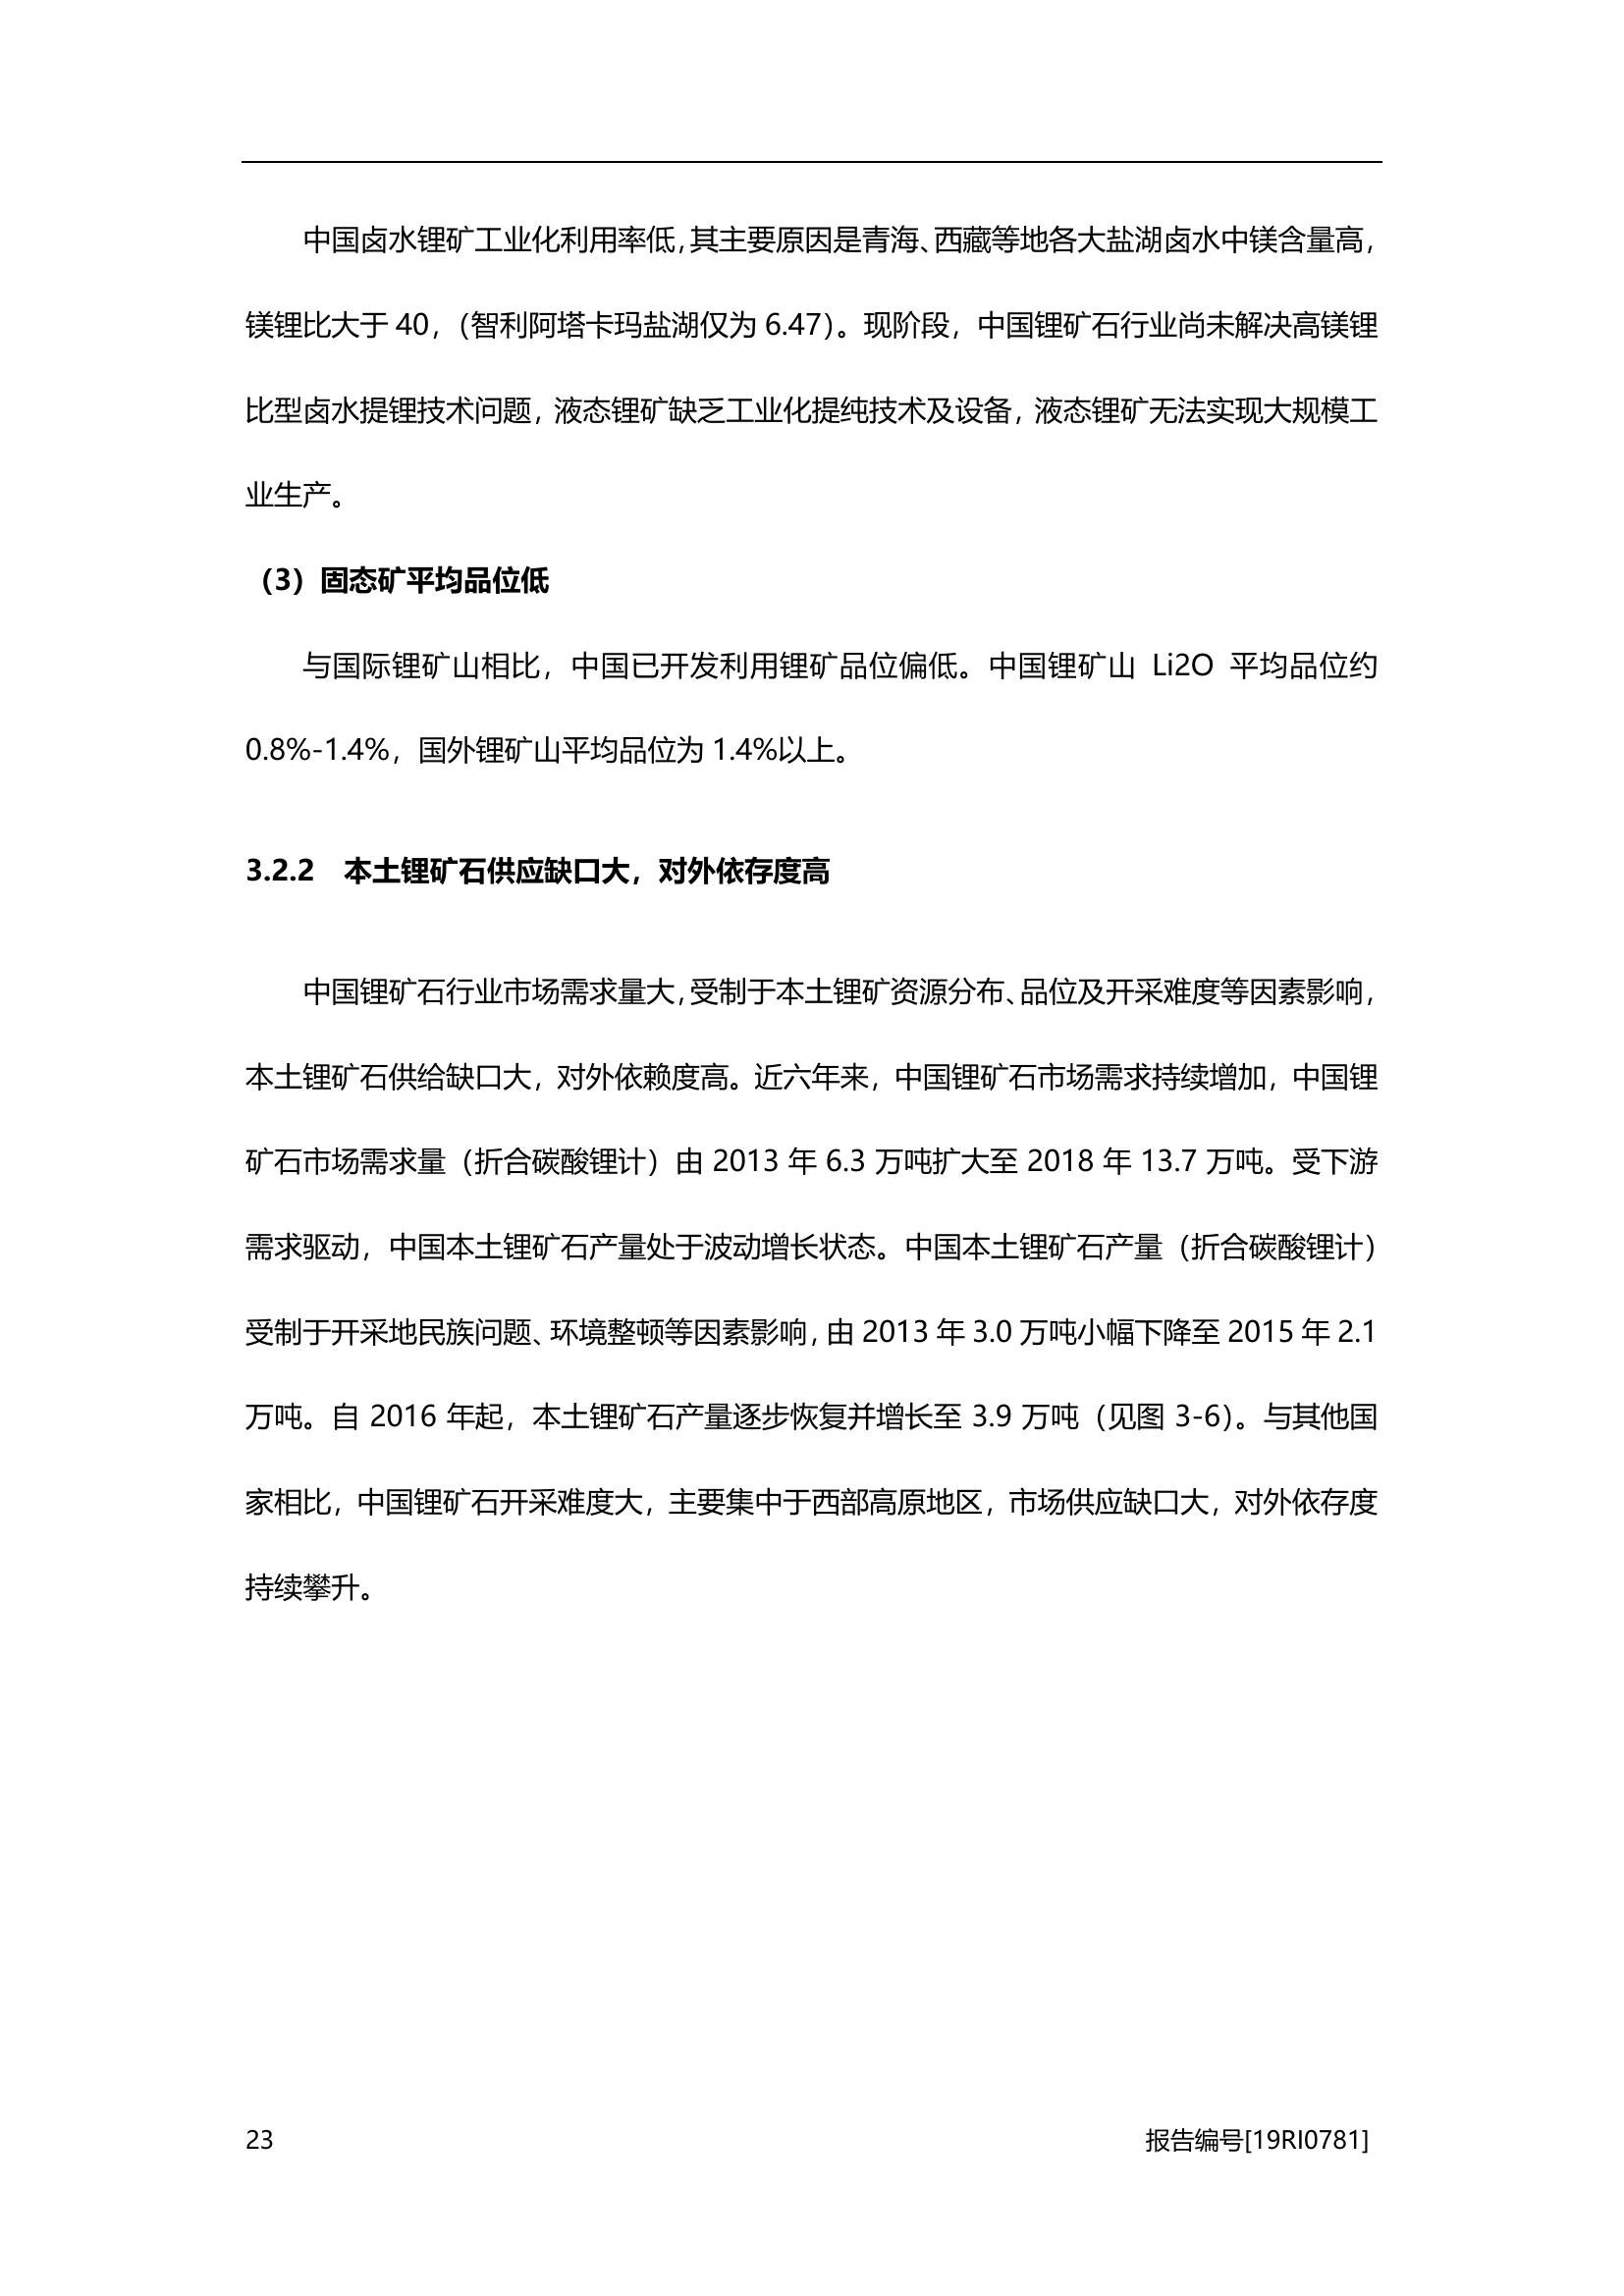 中国卤水锂矿工业化利用率低，其主要原因是青海、西藏等地各大盐湖卤水中镁含量高，
镁锂比大于 40，（智利阿塔卡玛盐湖仅为 6.47）。现阶段，中国锂矿石行业尚未解决高镁锂
比型卤水提锂技术问题，液态锂矿缺乏工业化提纯技术及设备，液态锂矿无法实现大规模工
业生产。
（3）固态矿平均品位低
与国际锂矿山相比，中国已开发利用锂矿品位偏低。中国锂矿山 Li2O 平均品位约
0.8%-1.4%，国外锂矿山平均品位为 1.4%以上。
3.2.2 本土锂矿石供应缺口大，对外依存度高
中国锂矿石行业市场需求量大，受制于本土锂矿资源分布、品位及开采难度等因素影响，
本土锂矿石供给缺口大，对外依赖度高。近六年来，中国锂矿石市场需求持续增加，中国锂
矿石市场需求量（折合碳酸锂计）由 2013 年 6.3 万吨扩大至 2018 年 13.7 万吨。受下游
需求驱动，中国本土锂矿石产量处于波动增长状态。中国本土锂矿石产量（折合碳酸锂计）
受制于开采地民族问题、环境整顿等因素影响，由 2013 年 3.0 万吨小幅下降至 2015 年 2.1
万吨。自 2016 年起，本土锂矿石产量逐步恢复并增长至 3.9 万吨（见图 3-6）。与其他国
家相比，中国锂矿石开采难度大，主要集中于西部高原地区，市场供应缺口大，对外依存度
持续攀升。
23 报告编号[19RI0781]